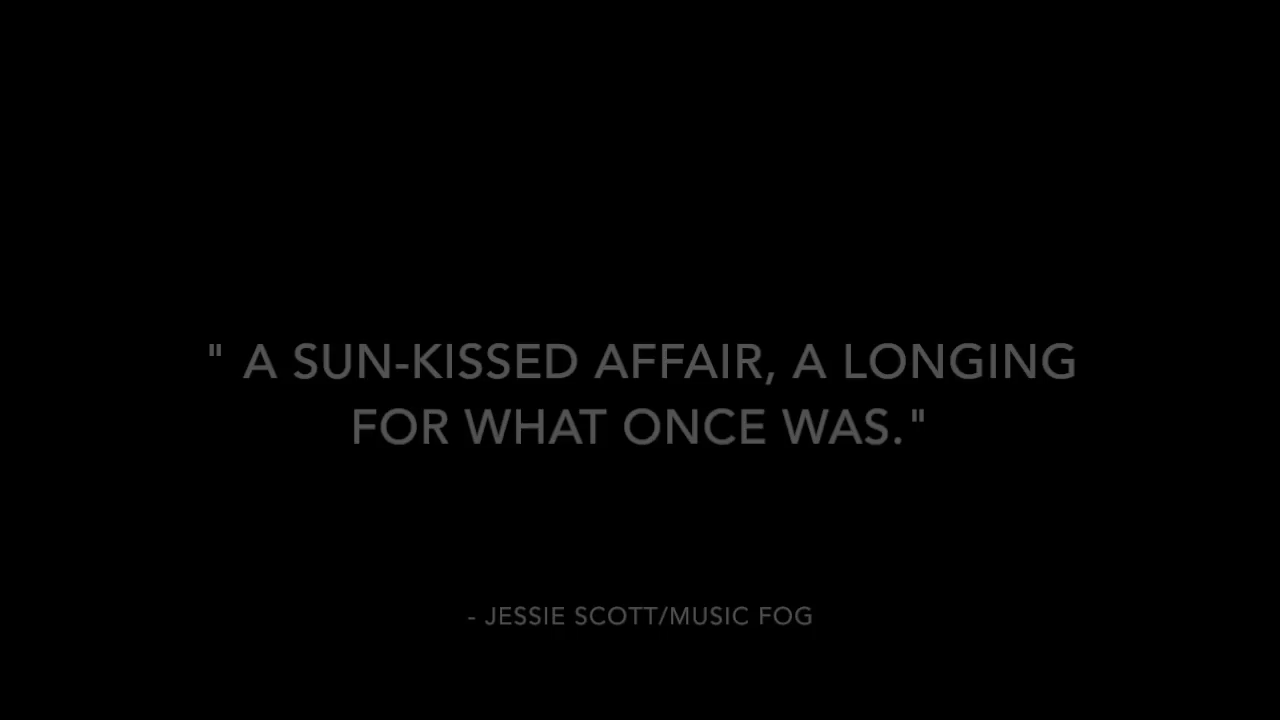 " A SUN-KISSED AFFAIR, A LONGING
FOR WHAT ONCE WAS."
- JESSIE SCOTT/MUSIC FOG